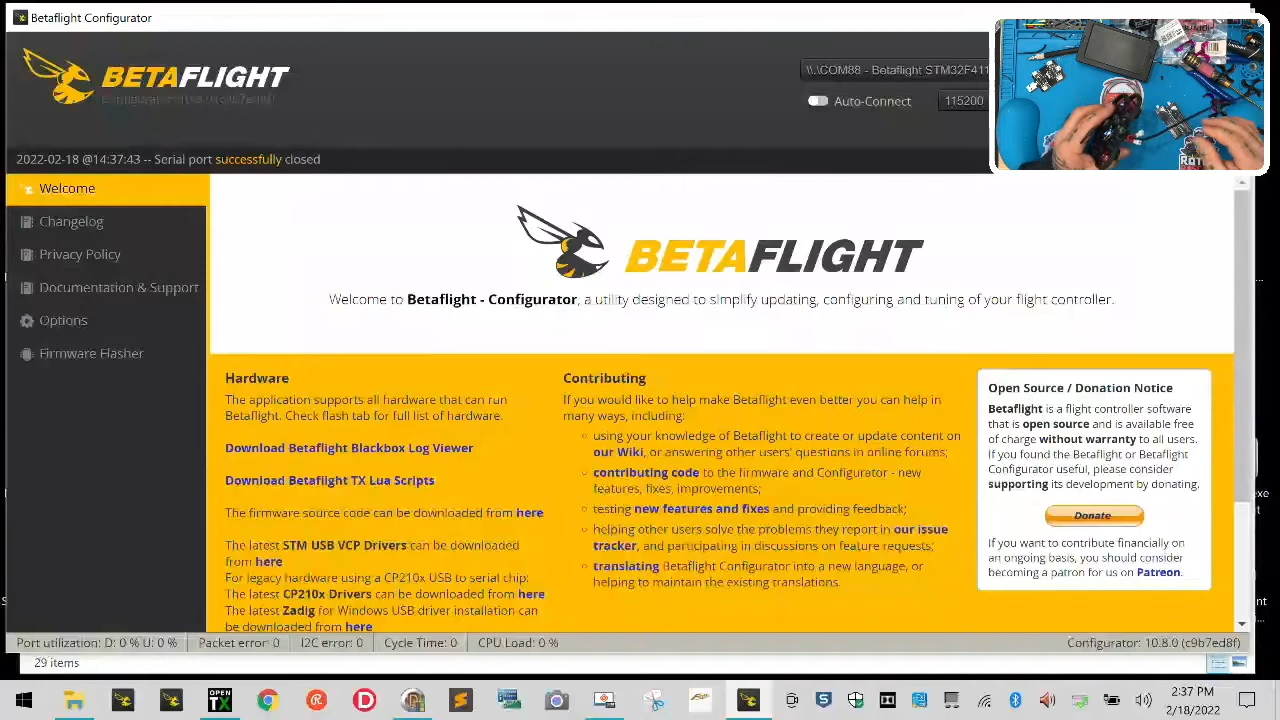 Betaflight Configurator
BETAFLIGHT
\\.\COM88 - Betaflight STM32F411
Auto-Connect
115200
2022-02-18 @14:37:43 -- Serial port successfully closed
Welcome
Changelog
Privacy Policy
Documentation & Support
Options
Firmware Flasher
BETAFLIGHT
Welcome to Betaflight - Configurator, a utility designed to simplify updating, configuring and tuning of your flight controller.
Hardware
The application supports all hardware that can run
Betaflight. Check flash tab for full list of hardware.
Download Betaflight Blackbox Log Viewer
Download Betaflight TX Lua Scripts
The firmware source code can be downloaded from here
The latest STM USB VCP Drivers can be downloaded
from here
For legacy hardware using a CP210x USB to serial chip:
The latest CP210x Drivers can be downloaded from here
The latest Zadig for Windows USB driver installation can
be downloaded from here
Contributing
If you would like to help make Betaflight even better you can help in
many ways, including:
using your knowledge of Betaflight to create or update content on
our Wiki, or answering other users' questions in online forums;
contributing code to the firmware and Configurator - new
features, fixes, improvements;
testing new features and fixes and providing feedback;
helping other users solve the problems they report in our issue
tracker, and participating in discussions on feature requests;
translating Betaflight Configurator into a new language, or
helping to maintain the existing translations.
Open Source / Donation Notice
Betaflight is a flight controller software
that is open source and is available free
of charge without warranty to all users.
If you found the Betaflight or Betaflight
Configurator useful, please consider
supporting its development by donating.
Donate
If you want to contribute financially on
an ongoing basis, you should consider
becoming a patron for us on Patreon.
Port utilization: D: 0 % U: 0 %
Packet error: 0
I2C error: 0
Cycle Time: 0
CPU Load: 0 %
Configurator: 10.8.0 (c9b7ed8f)
29 items
OPEN
TX
2:37 PM
2/18/2022